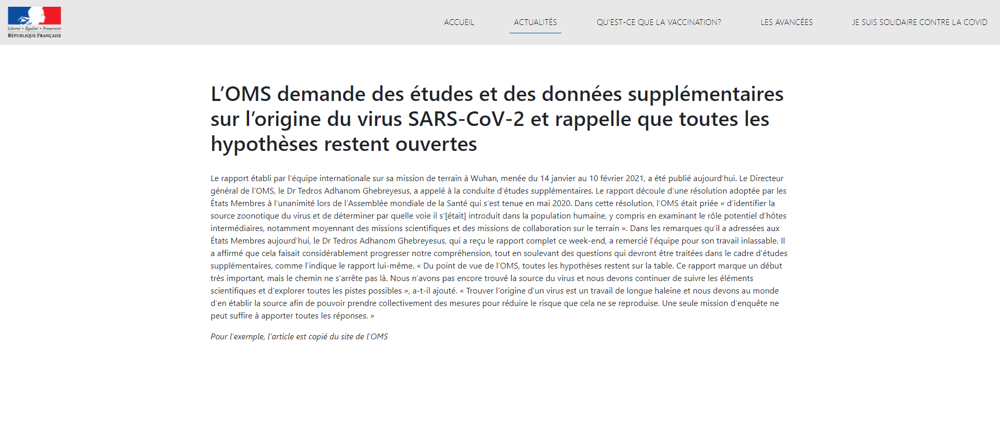 Liberté • Égalité • Fraternité
RÉPUBLIQUE FRANÇAISE
ACCUEIL
ACTUALITÉS
QU'EST-CE QUE LA VACCINATION?
LES AVANCÉES
JE SUIS SOLIDAIRE CONTRE LA COVID
L’OMS demande des études et des données supplémentaires
sur l’origine du virus SARS-CoV-2 et rappelle que toutes les
hypothèses restent ouvertes
Le rapport établi par l’équipe internationale sur sa mission de terrain à Wuhan, menée du 14 janvier au 10 février 2021, a été publié aujourd’hui. Le Directeur
général de l’OMS, le Dr Tedros Adhanom Ghebreyesus, a appelé à la conduite d’études supplémentaires. Le rapport découle d’une résolution adoptée par les
États Membres à l’unanimité lors de l’Assemblée mondiale de la Santé qui s’est tenue en mai 2020. Dans cette résolution, l’OMS était priée « d’identifier la
source zoonotique du virus et de déterminer par quelle voie il s’[était] introduit dans la population humaine, y compris en examinant le rôle potentiel d’hôtes
intermédiaires, notamment moyennant des missions scientifiques et des missions de collaboration sur le terrain ». Dans les remarques qu’il a adressées aux
États Membres aujourd’hui, le Dr Tedros Adhanom Ghebreyesus, qui a reçu le rapport complet ce week-end, a remercié l’équipe pour son travail inlassable. Il
a affirmé que cela faisait considérablement progresser notre compréhension, tout en soulevant des questions qui devront être traitées dans le cadre d’études
supplémentaires, comme l’indique le rapport lui-même. « Du point de vue de l’OMS, toutes les hypothèses restent sur la table. Ce rapport marque un début
très important, mais le chemin ne s’arrête pas là. Nous n’avons pas encore trouvé la source du virus et nous devons continuer de suivre les éléments
scientifiques et d’explorer toutes les pistes possibles », a-t-il ajouté. « Trouver l’origine d’un virus est un travail de longue haleine et nous devons au monde
d’en établir la source afin de pouvoir prendre collectivement des mesures pour réduire le risque que cela ne se reproduise. Une seule mission d’enquête ne
peut suffire à apporter toutes les réponses. »
Pour l'exemple, l'article est copié du site de l'OMS